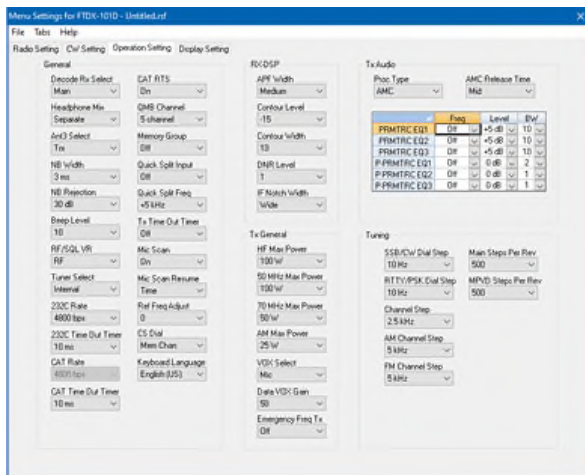 Menu Settings for FTDX-101D - Untitled.rsf
File Tabs Help
Radio Setting CW Setting Operation Setting Display Setting
General
Decode Rx Select
Main
Headphone Mix
Separate
Ant3 Select
Trx
NB Width
3 ms
NB Rejection
30 dB
Beep Level
10
RF/SQL VR
RF
Tuner Select
Internal
232C Rate
4800 bps
232C Time Out Timer
10 ms
CAT Rate
4800 bps
CAT Time Out Timer
10 ms
CAT RTS
On
QMB Channel
5 channel
Memory Group
Off
Quick Split Input
Off
Quick Split Freq
+5 kHz
Tx Time Out Timer
Off
Mic Scan
On
Mic Scan Resume
Time
Ref Freq Adjust
0
CS Dial
Mem Chan
Keyboard Language
English (US)
RX-DSP
APF Width
Medium
Contour Level
-15
Contour Width
10
DNR Level
1
IF Notch Width
Wide
Tx General
HF Max Power
100 W
50 MHz Max Power
100 W
70 MHz Max Power
50 W
AM Max Power
25 W
VOX Select
Mic
Data VOX Gain
50
Emergency Freq Tx
Off
Tx Audio
Proc Type
AMC
AMC Release Time
Mid
Freq Level BW
PRMTRC EQ1 Off +5 dB 10
PRMTRC EQ2 Off +5 dB 10
PRMTRC EQ3 Off +5 dB 10
P-PRMTRC EQ1 Off 0 dB 2
P-PRMTRC EQ2 Off 0 dB 1
P-PRMTRC EQ3 Off 0 dB 1
Tuning
SSB/CW Dial Step
10 Hz
RTTY/PSK Dial Step
10 Hz
Channel Step
2.5 kHz
AM Channel Step
5 kHz
FM Channel Step
5 kHz
Main Steps Per Rev
500
MPVD Steps Per Rev
500